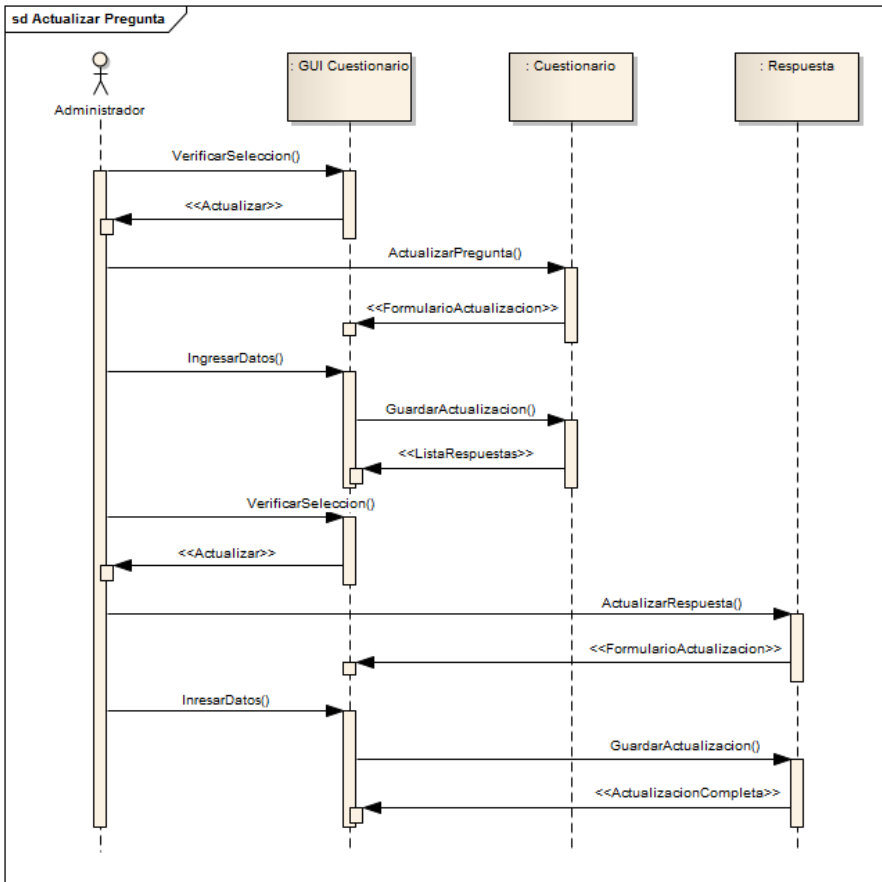 sd Actualizar Pregunta
Administrador
: GUI Cuestionario
: Cuestionario
: Respuesta
VerificarSeleccion()
<<Actualizar>>
ActualizarPregunta()
<<FormularioActualizacion>>
IngresarDatos()
GuardarActualizacion()
<<ListaRespuestas>>
VerificarSeleccion()
<<Actualizar>>
ActualizarRespuesta()
<<FormularioActualizacion>>
InresarDatos()
GuardarActualizacion()
<<ActualizacionCompleta>>